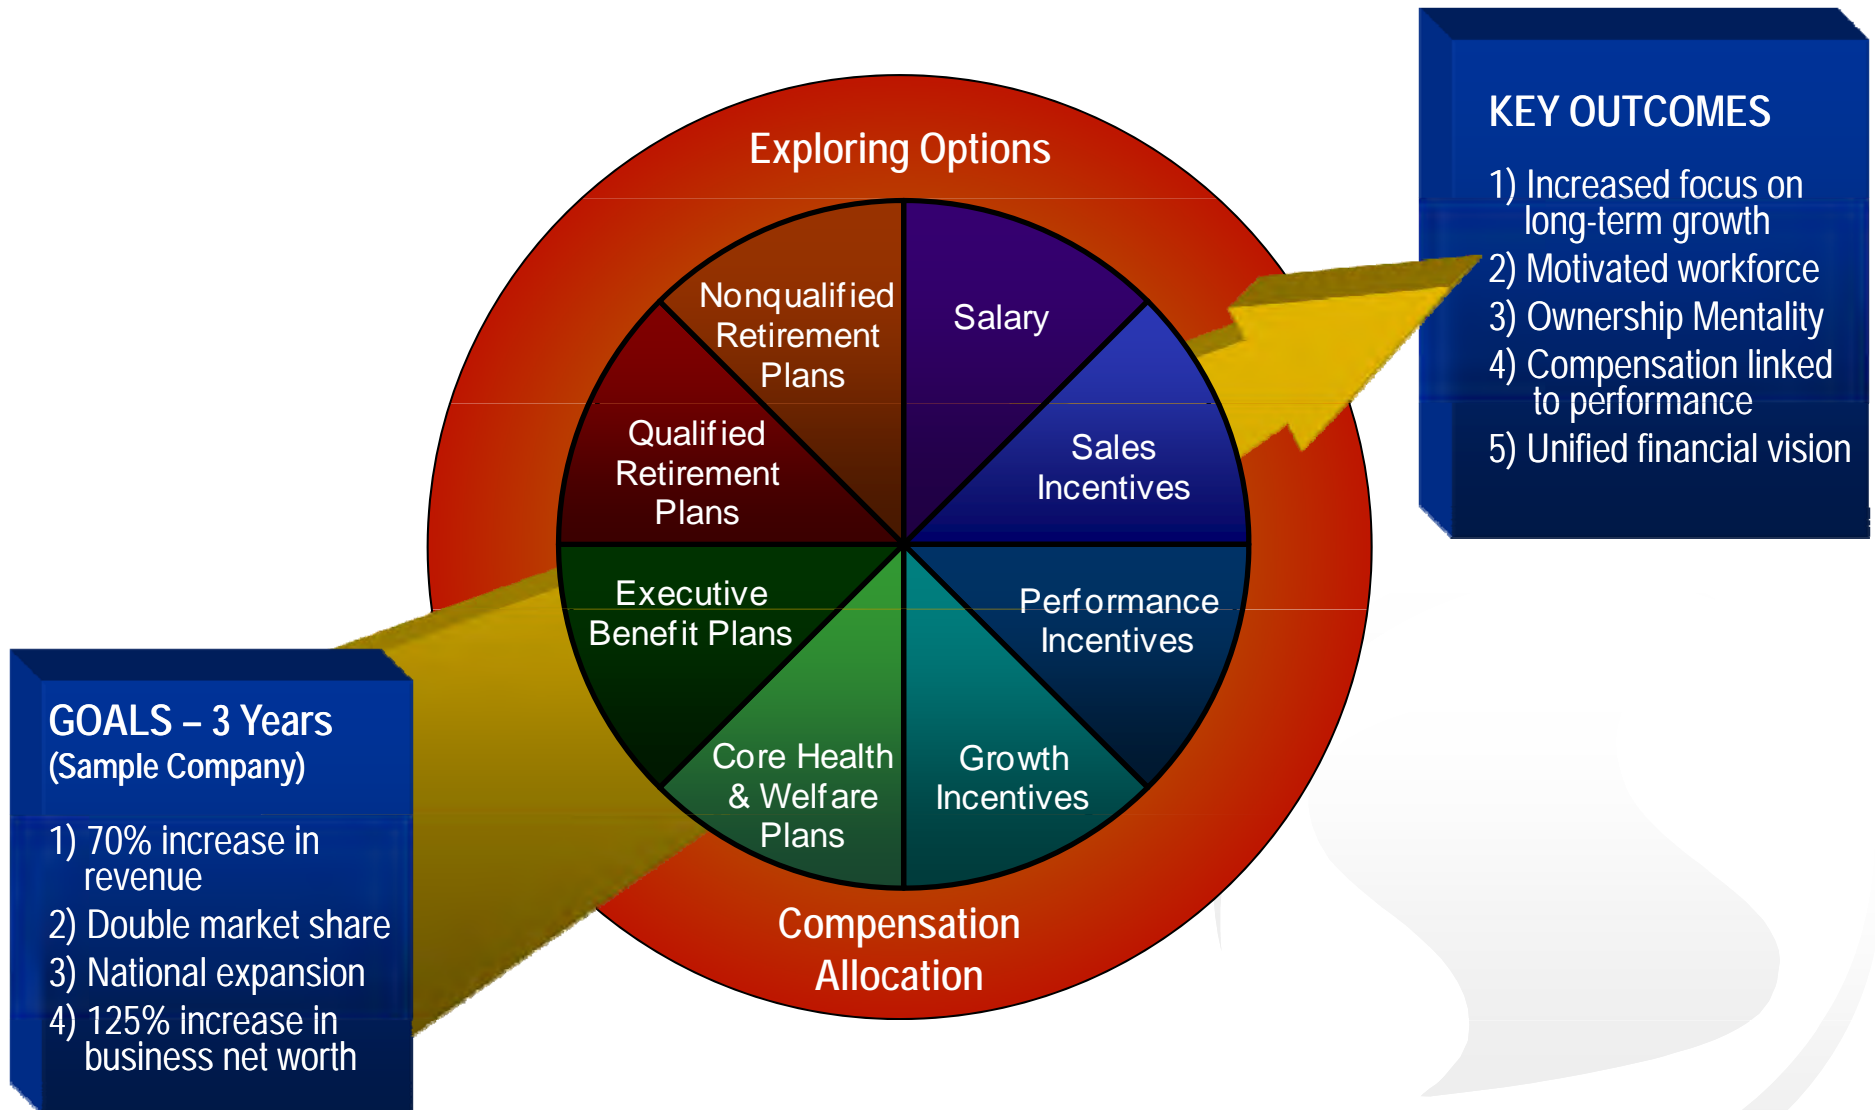 KEY OUTCOMES
1) Increased focus on
long-term growth
2) Motivated workforce
3) Ownership Mentality
4) Compensation linked
to performance
5) Unified financial vision
Exploring Options
Nonqualified
Retirement
Plans
Salary
Qualified
Retirement
Plans
Sales
Incentives
Executive
Benefit Plans
Performance
Incentives
Core Health
& Welfare
Plans
Growth
Incentives
Compensation
Allocation
GOALS – 3 Years
(Sample Company)
1) 70% increase in
revenue
2) Double market share
3) National expansion
4) 125% increase in
business net worth